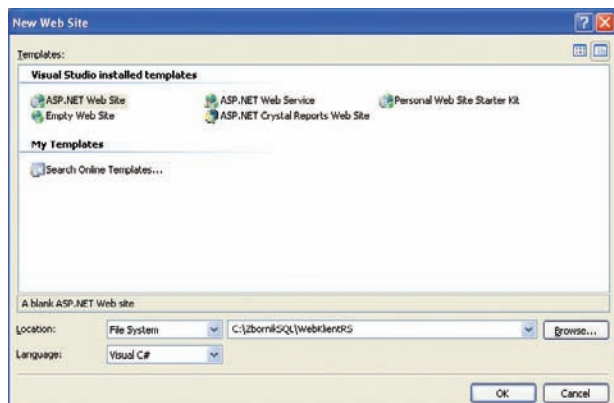 New Web Site
Templates:
Visual Studio installed templates
ASP.NET Web Site
ASP.NET Web Service
Personal Web Site Starter Kit
Empty Web Site
ASP.NET Crystal Reports Web Site
My Templates
Search Online Templates...
A blank ASP.NET Web site
Location:
File System
C:\ZbornikSQL\WebKlientRS
Browse...
Language:
Visual C#
OK
Cancel